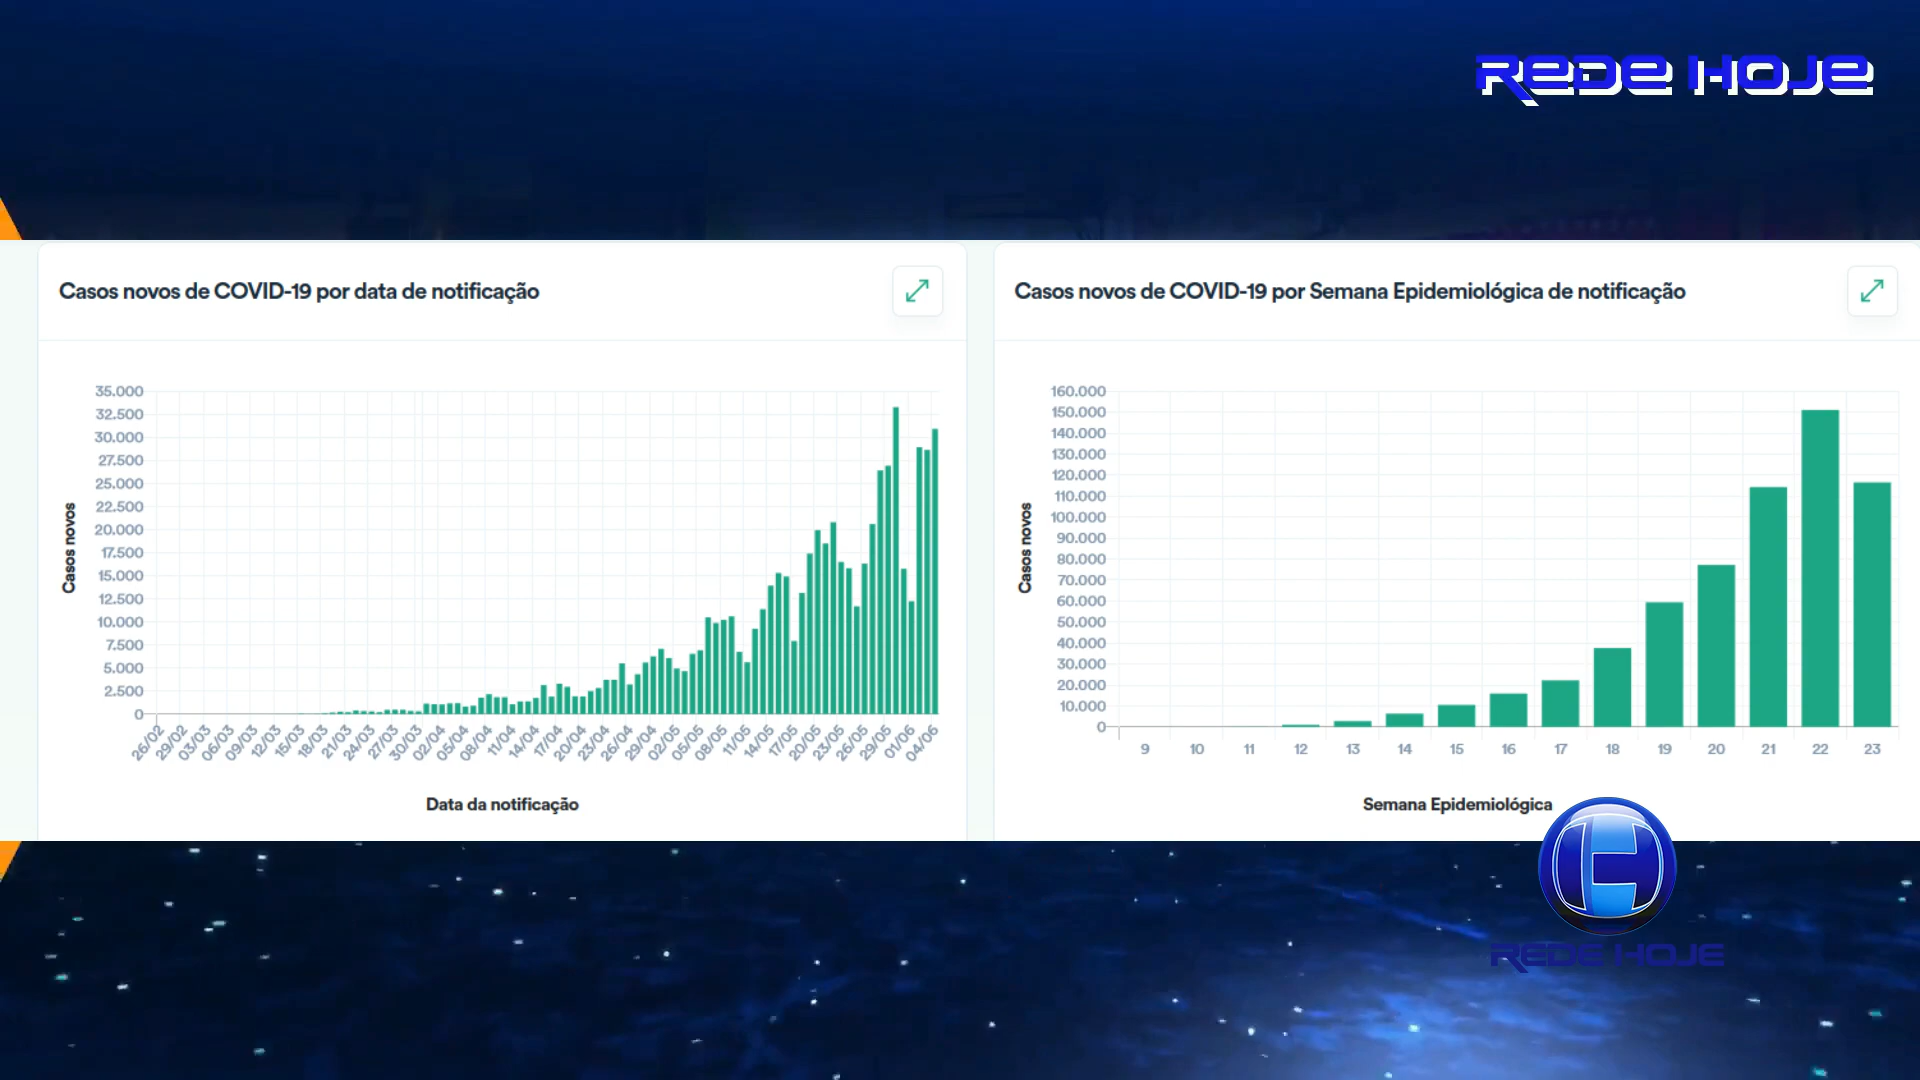 REDE HOJE
Casos novos de COVID-19 por data de notificação
35.000
32.500
30.000
27.500
25.000
22.500
20.000
17.500
15.000
12.500
10.000
7.500
5.000
2.500
0
Casos novos
26/02 29/02 03/03 06/03 09/03 12/03 15/03 18/03 21/03 24/03 27/03 30/03 02/04 05/04 08/04 11/04 14/04 17/04 20/04 23/04 26/04 29/04 02/05 05/05 08/05 11/05 14/05 17/05 20/05 23/05 26/05 29/05 01/06 04/06
Data da notificação
Casos novos de COVID-19 por Semana Epidemiológica de notificação
160.000
150.000
140.000
130.000
120.000
110.000
100.000
90.000
80.000
70.000
60.000
50.000
40.000
30.000
20.000
10.000
0
Casos novos
9 10 11 12 13 14 15 16 17 18 19 20 21 22 23
Semana Epidemiológica
H
REDE HOJE